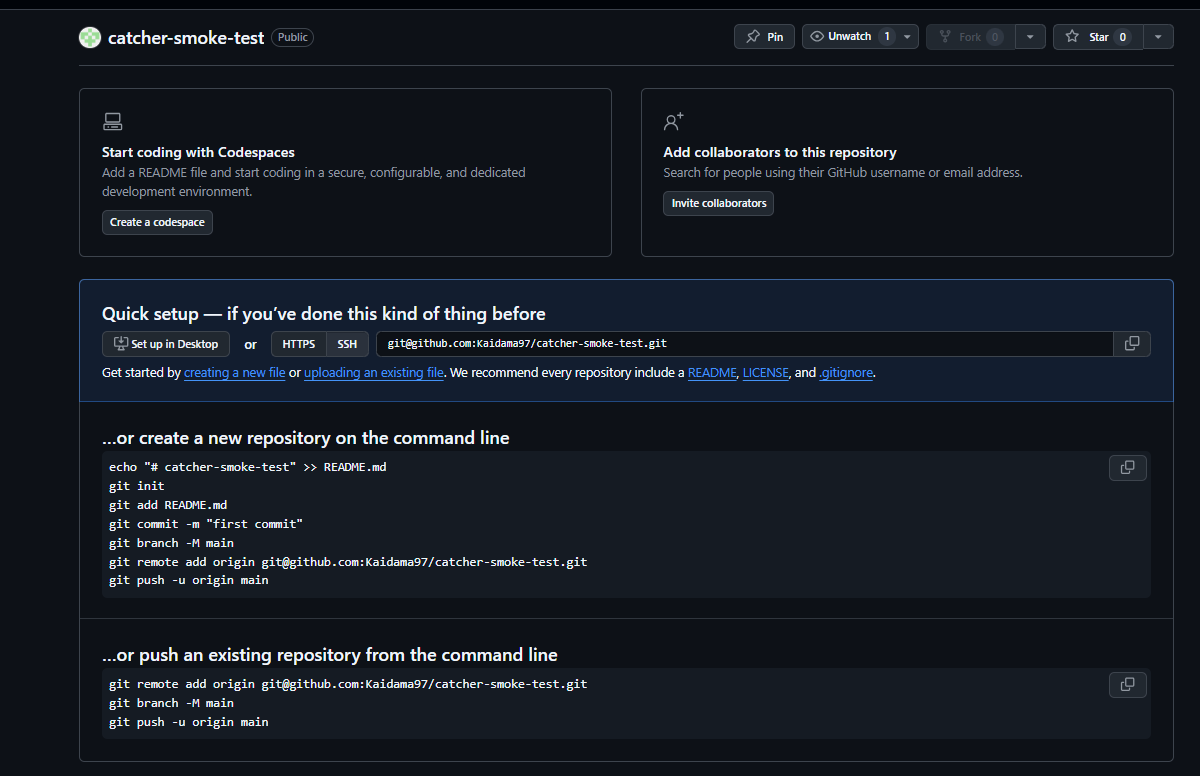 catcher-smoke-test Public
Pin
Unwatch 1
Fork 0
Star 0
Start coding with Codespaces
Add a README file and start coding in a secure, configurable, and dedicated
development environment.
Create a codespace
Add collaborators to this repository
Search for people using their GitHub username or email address.
Invite collaborators
Quick setup — if you’ve done this kind of thing before
Set up in Desktop or HTTPS SSH git@github.com:Kaidama97/catcher-smoke-test.git
Get started by creating a new file or uploading an existing file. We recommend every repository include a README, LICENSE, and .gitignore.
…or create a new repository on the command line
echo "# catcher-smoke-test" >> README.md
git init
git add README.md
git commit -m "first commit"
git branch -M main
git remote add origin git@github.com:Kaidama97/catcher-smoke-test.git
git push -u origin main
…or push an existing repository from the command line
git remote add origin git@github.com:Kaidama97/catcher-smoke-test.git
git branch -M main
git push -u origin main